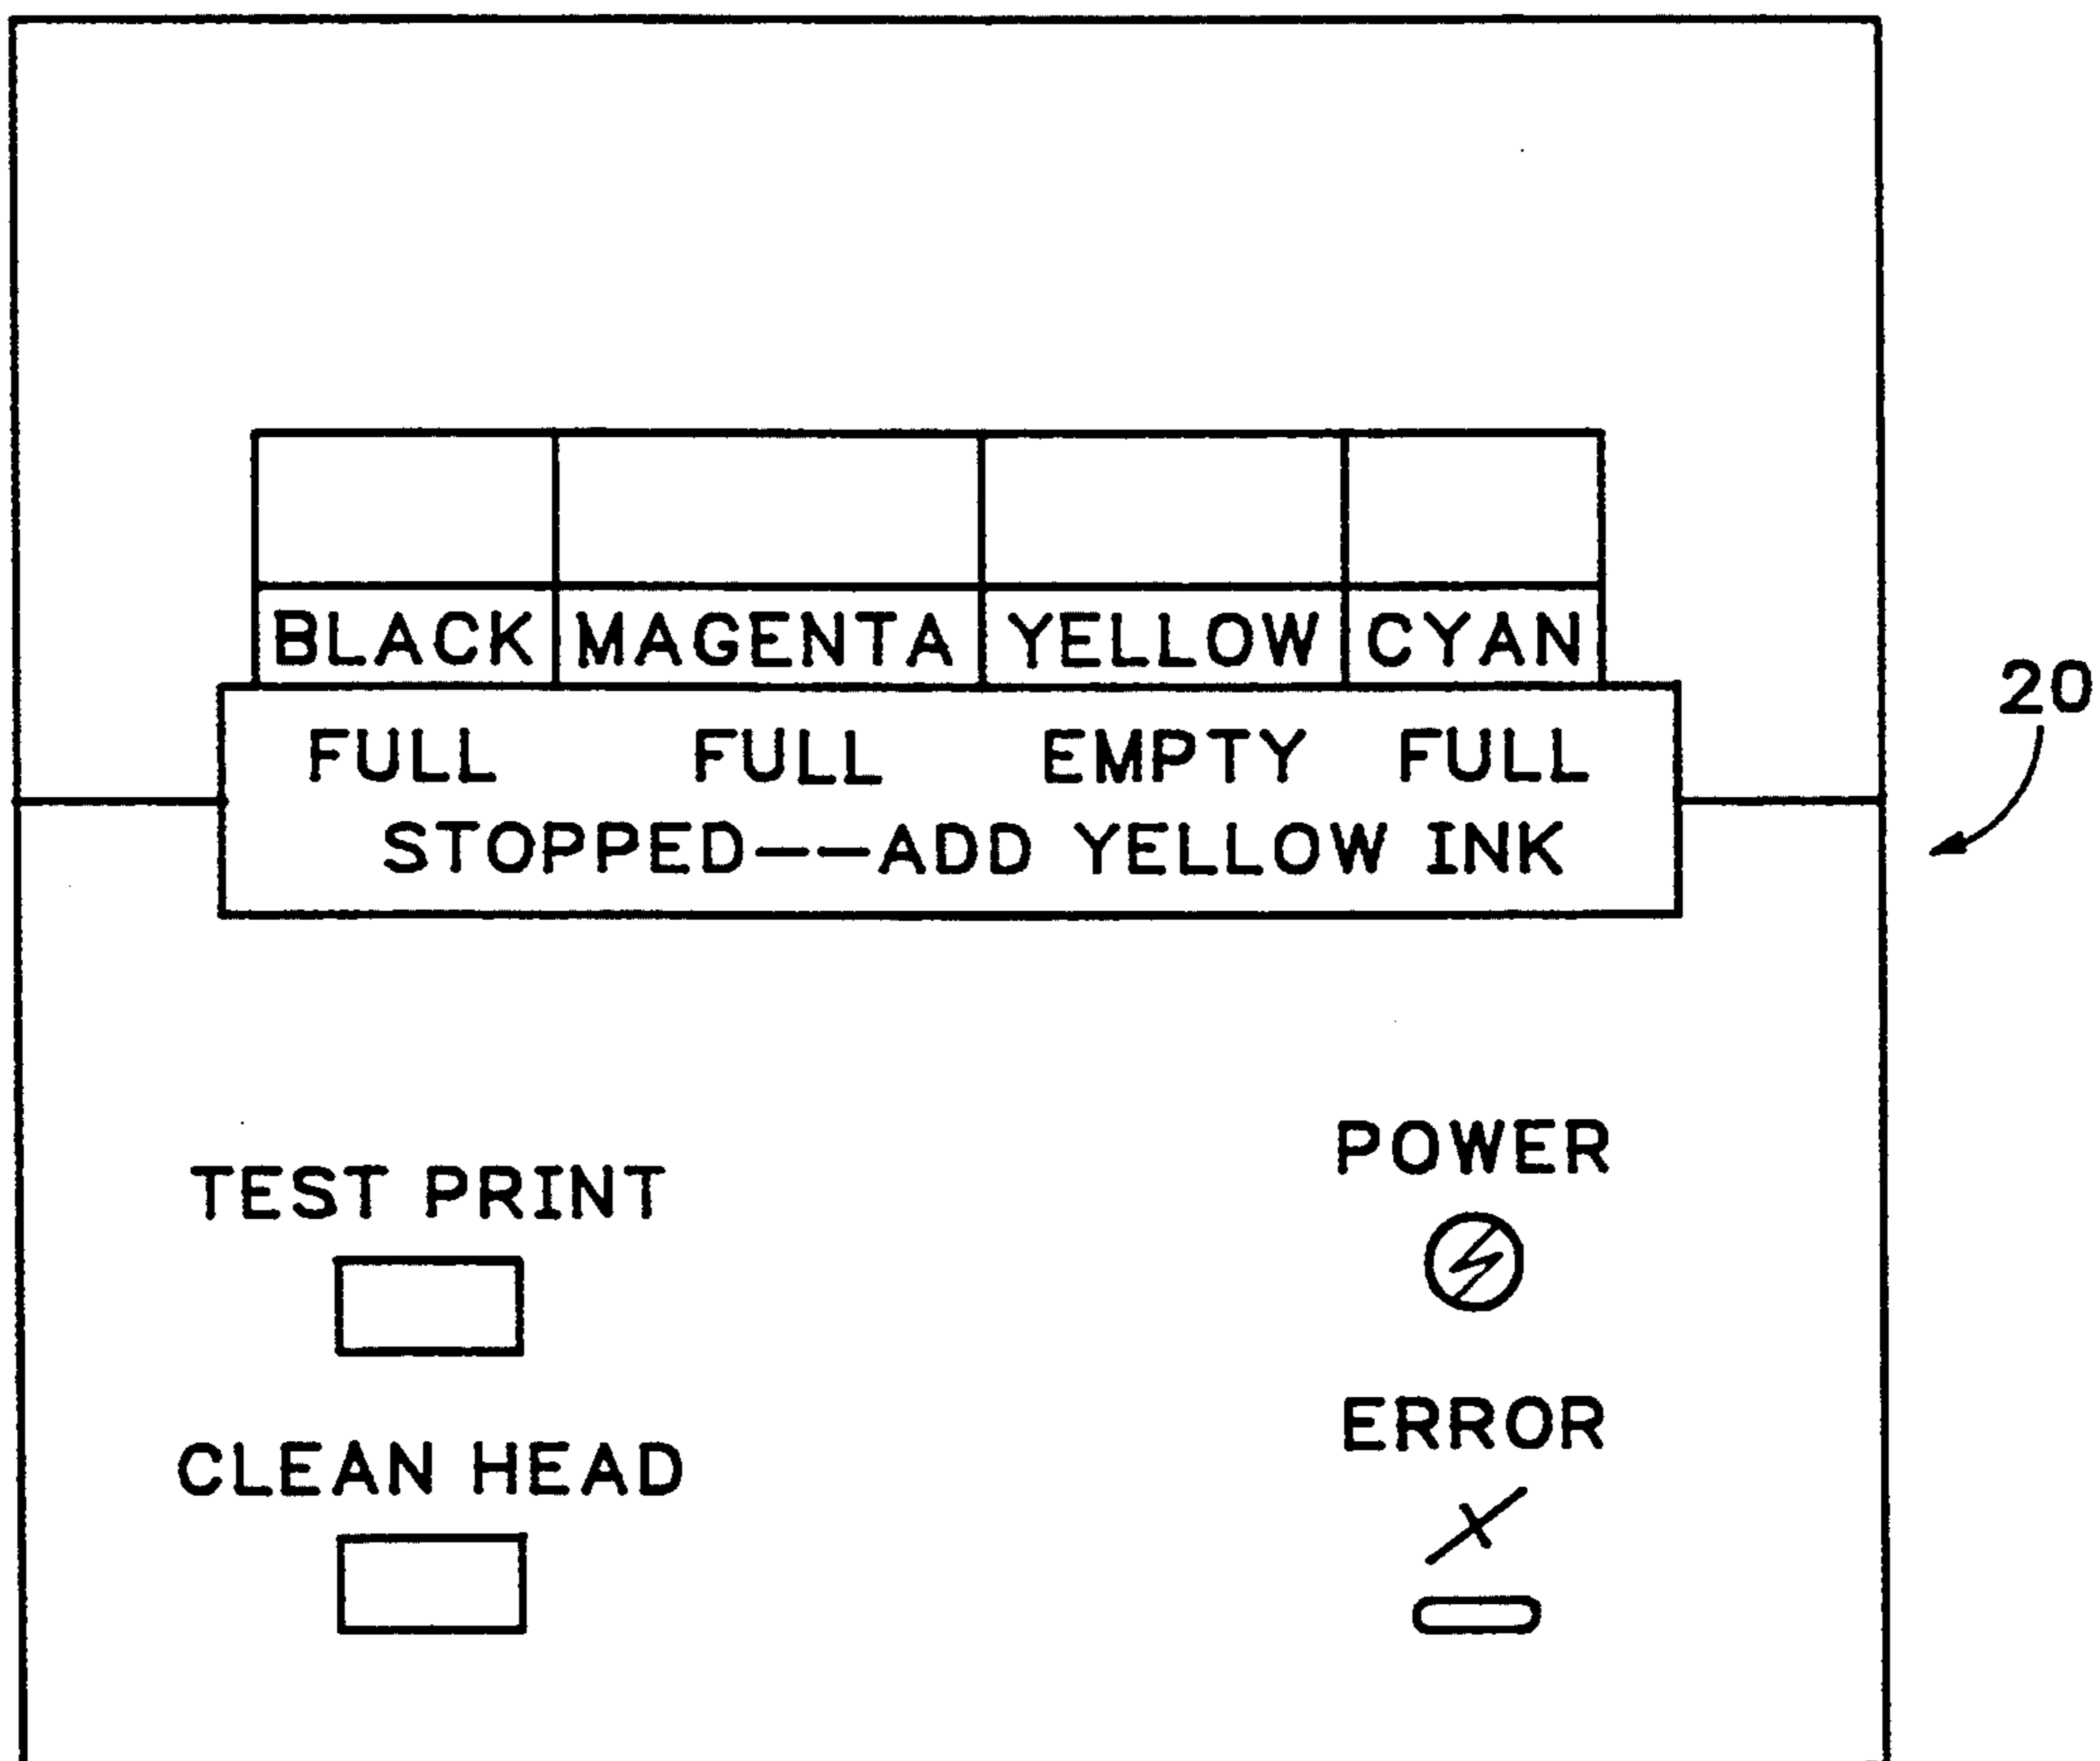 BLACK MAGENTA YELLOW CYAN
20
FULL FULL EMPTY FULL
STOPPED——ADD YELLOW INK
POWER
TEST PRINT
ERROR
CLEAN HEAD